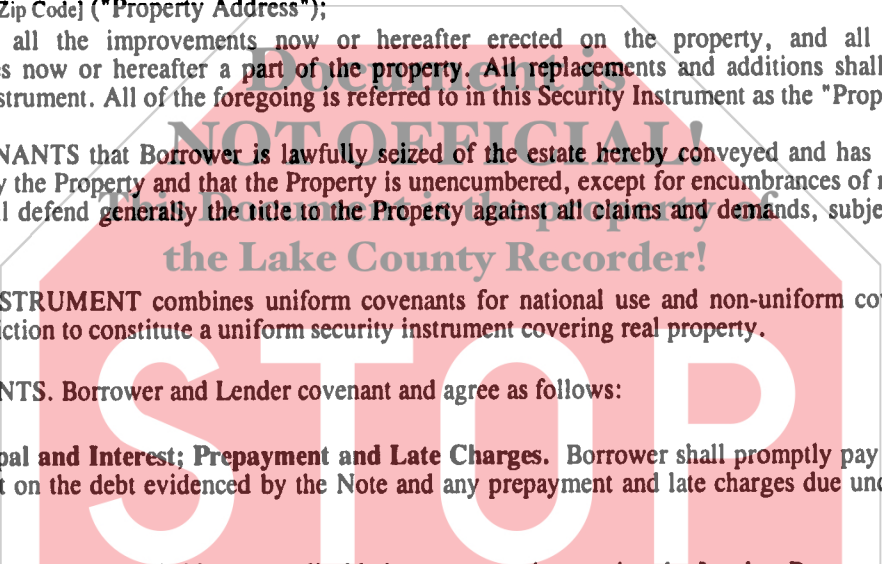 Zip Code] ("Property Address");
all the improvements now or hereafter erected on the property, and all
s now or hereafter a part of the property. All replacements and additions shall
strument. All of the foregoing is referred to in this Security Instrument as the "Prop
Document is
NOT OFFICIAL!
This Document is the property of
the Lake County Recorder!
NANTS that Borrower is lawfully seized of the estate hereby conveyed and has
y the Property and that the Property is unencumbered, except for encumbrances of r
l defend generally the title to the Property against all claims and demands, subje
STRUMENT combines uniform covenants for national use and non-uniform co
ction to constitute a uniform security instrument covering real property.
NTS. Borrower and Lender covenant and agree as follows:
pal and Interest; Prepayment and Late Charges. Borrower shall promptly pay
t on the debt evidenced by the Note and any prepayment and late charges due und
STOP